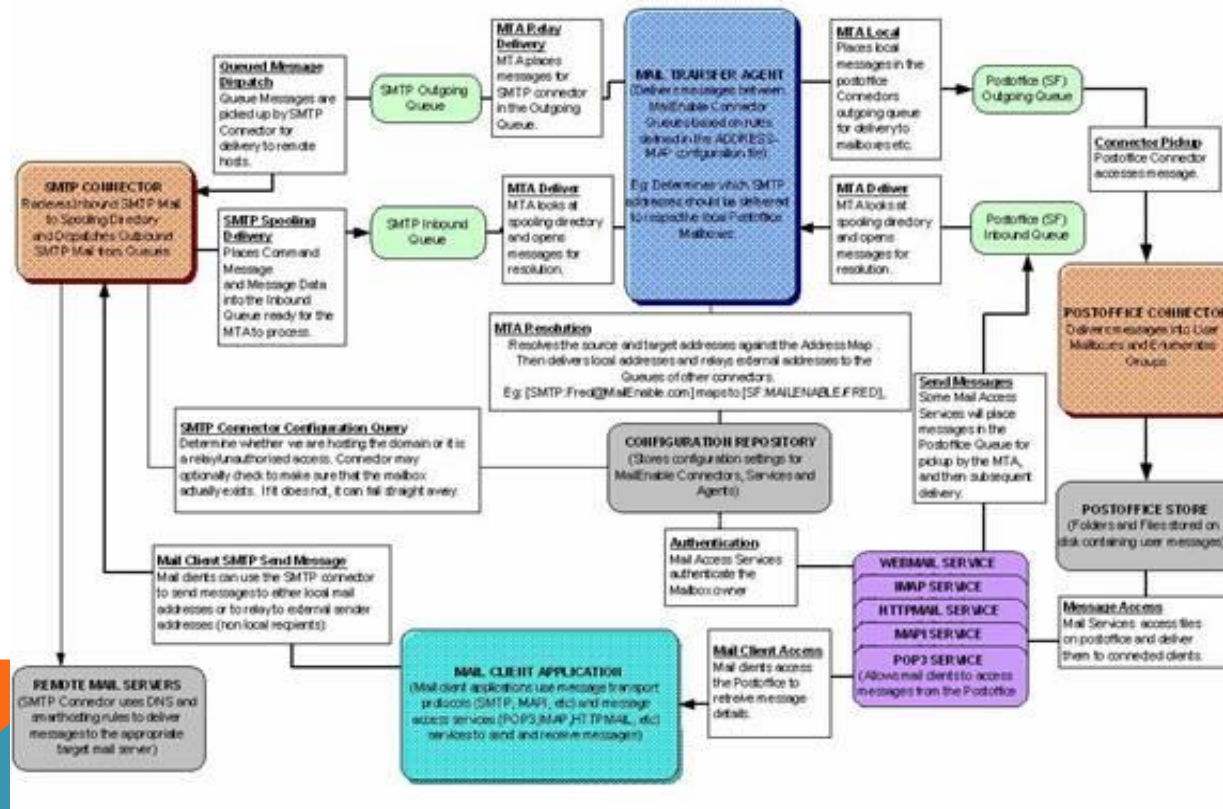 MTA Relay
Delivery
MTA places
messages for
SMTP connector
in the Outgoing
Queue.
MAIL TRANSFER AGENT
(Delivers messages between
MailEnable Connector
Queues based on rules
defined in the ADDRESS-
MAP configuration file)
Eg: Determines which SMTP
addresses should be delivered
to respective local Postoffice
Mailboxes
MTA Local
Places local
messages in the
postoffice
Connectors
outgoing queue
for delivery to
mailboxes etc.
Queued Message
Dispatch
Queue Messages are
picked up by SMTP
Connector for
delivery to remote
hosts.
SMTP Outgoing
Queue
Postoffice (SF)
Outgoing Queue
Connector Pickup
Postoffice Connector
accesses message.
SMTP CONNECTOR
Recieves Inbound SMTP Mail
to Spooling Directory
and Dispatches Outbound
SMTP Mail from Queues
SMTP Spooling
Delivery
Places Command
Message
and Message Data
into the Inbound
Queue ready for the
MTA to process.
SMTP Inbound
Queue
MTA Deliver
MTA looks at
spooling directory
and opens
messages for
resolution.
MTA Deliver
MTA looks at
spooling directory
and opens
messages for
resolution.
Postoffice (SF)
Inbound Queue
POSTOFFICE CONNECTOR
Delivers messages into User
Mailboxes and Enumerates
Groups
MTA Resolution
Resolves the source and target addresses against the Address Map .
Then delivers local addresses and relays external addresses to the
Queues of other connectors.
Eg: [SMTP:Fred@MailEnable.com] maps to [SF:MAILENABLE/FRED],
Send Messages
Some Mail Access
Services will place
messages in the
Postoffice Queue for
pickup by the MTA,
and then subsequent
delivery.
SMTP Connector Configuration Query
Determine whether we are hosting the domain or it is
a relay/unauthorised access. Connector may
optionally check to make sure that the mailbox
actually exists. If it does not, it can fail straight away.
CONFIGURATION REPOSITORY
(Stores configuration settings for
MailEnable Connectors, Services and
Agents)
POSTOFFICE STORE
(Folders and Files stored on
disk containing user messages)
Authentication
Mail Access Services
authenticate the
Mailbox owner
Mail Client SMTP Send Message
Mail clients can use the SMTP connector
to send messages to either local mail
addresses or to relay to external sender
addresses (non local recipients)
WEBMAIL SERVICE
IMAP SERVICE
HTTPMAIL SERVICE
MAPI SERVICE
POP3 SERVICE
(Allows mail clients to access
messages from the Postoffice
Message Access
Mail Services access files
on postoffice and deliver
them to connected clients.
Mail Client Access
Mail clients access
the Postoffice to
retreive message
details.
MAIL CLIENT APPLICATION
(Mail client applications use message transport
protocols (SMTP, MAPI, etc) and message
access services (POP3,IMAP,HTTPMAIL, etc)
services to send and receive messages)
REMOTE MAIL SERVERS
(SMTP Connector uses DNS and
smarthosting rules to deliver
messages to the appropriate
target mail server)